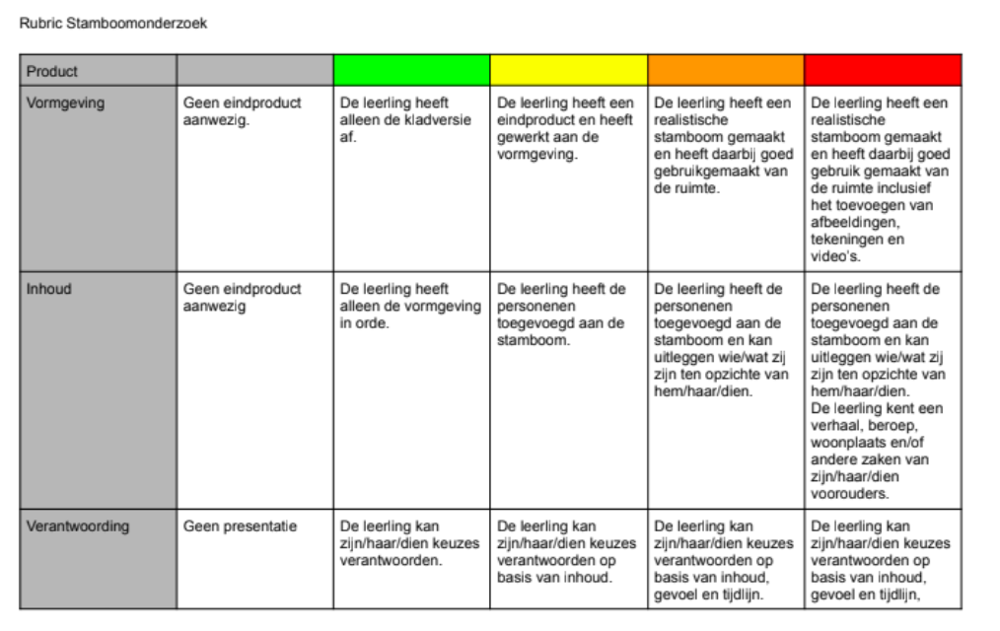 Rubric Stamboomonderzoek
Product
Vormgeving
Geen eindproduct
aanwezig.
De leerling heeft
alleen de kladversie
af.
De leerling heeft een
eindproduct en heeft
gewerkt aan de
vormgeving.
De leerling heeft een
realistische
stamboom gemaakt
en heeft daarbij goed
gebruikgemaakt van
de ruimte.
De leerling heeft een
realistische
stamboom gemaakt
en heeft daarbij goed
gebruik gemaakt van
de ruimte inclusief
het toevoegen van
afbeeldingen,
tekeningen en
video's.
Inhoud
Geen eindproduct
aanwezig
De leerling heeft
alleen de vormgeving
in orde.
De leerling heeft de
personenen
toegevoegd aan de
stamboom.
De leerling heeft de
personenen
toegevoegd aan de
stamboom en kan
uitleggen wie/wat zij
zijn ten opzichte van
hem/haar/dien.
De leerling heeft de
personenen
toegevoegd aan de
stamboom en kan
uitleggen wie/wat zij
zijn ten opzichte van
hem/haar/dien.
De leerling kent een
verhaal, beroep,
woonplaats en/of
andere zaken van
zijn/haar/dien
voorouders.
Verantwoording
Geen presentatie
De leerling kan
zijn/haar/dien keuzes
verantwoorden.
De leerling kan
zijn/haar/dien keuzes
verantwoorden op
basis van inhoud.
De leerling kan
zijn/haar/dien keuzes
verantwoorden op
basis van inhoud,
gevoel en tijdlijn.
De leerling kan
zijn/haar/dien keuzes
verantwoorden op
basis van inhoud,
gevoel en tijdlijn,